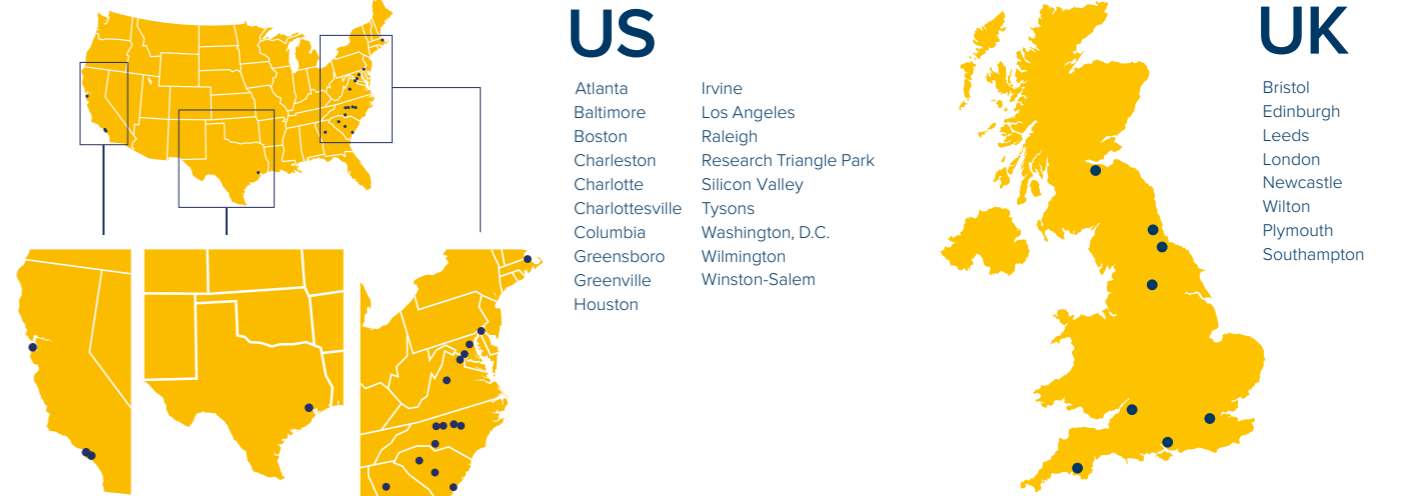 US
Atlanta
Baltimore
Boston
Charleston
Charlotte
Charlottesville
Columbia
Greensboro
Greenville
Houston
Irvine
Los Angeles
Raleigh
Research Triangle Park
Silicon Valley
Tysons
Washington, D.C.
Wilmington
Winston-Salem
UK
Bristol
Edinburgh
Leeds
London
Newcastle
Wilton
Plymouth
Southampton